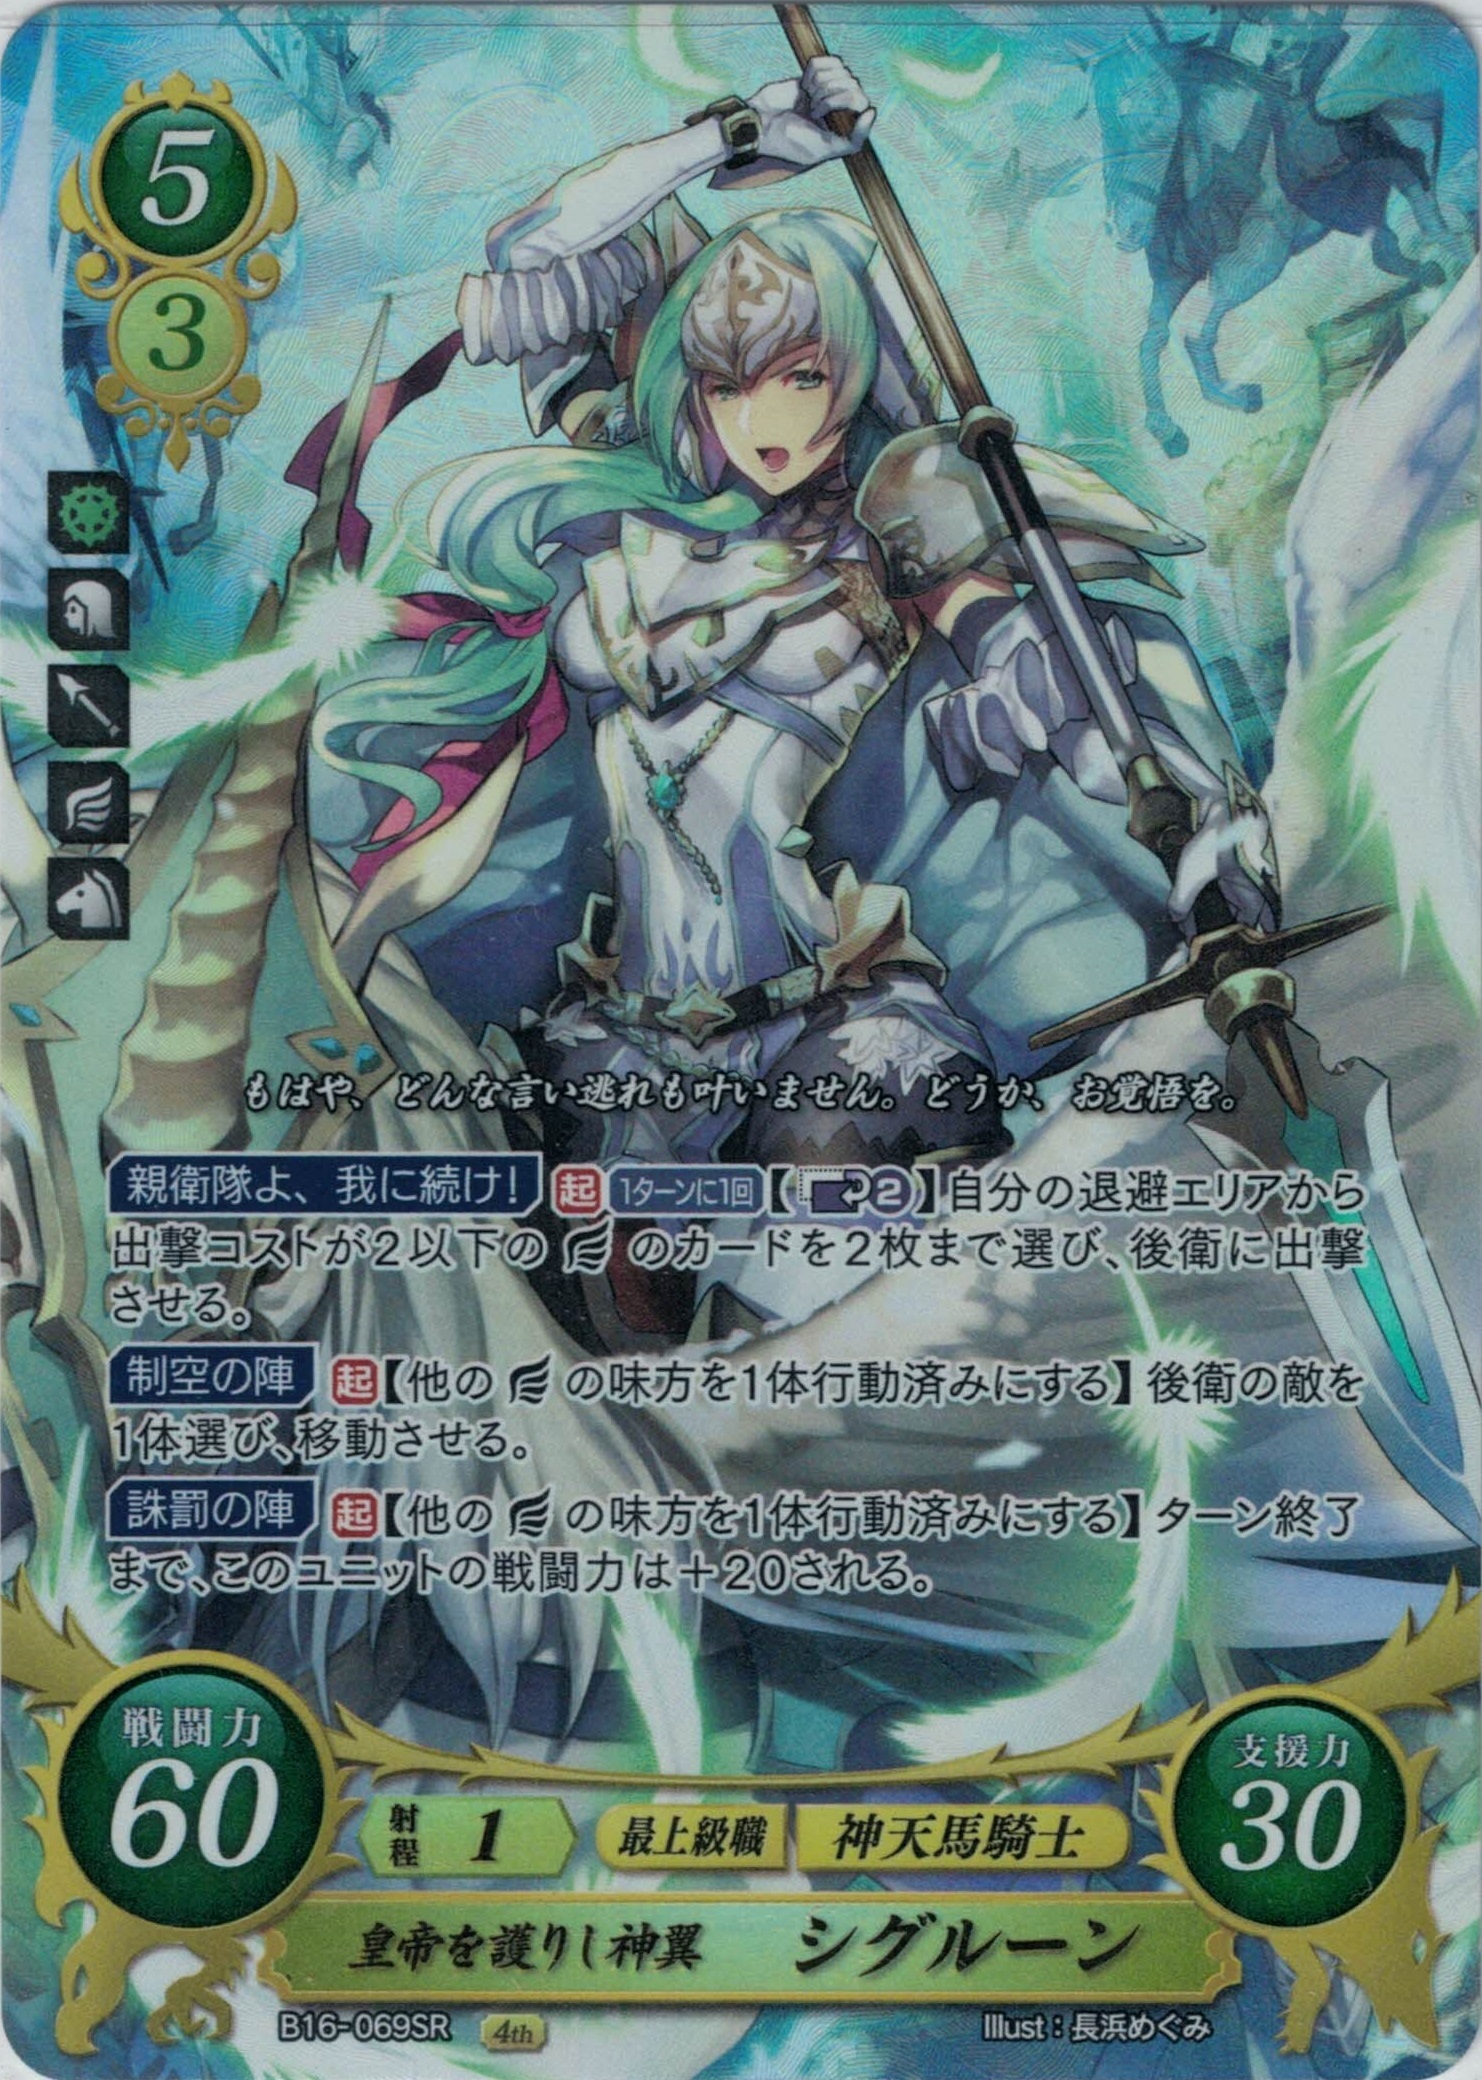 5
3
もはや、どんな言い逃れも叶いません。どうか、お覚悟を。
親衛隊よ、我に続け! 起 1ターンに1回【2】自分の退避エリアから
出撃コストが2以下の のカードを2枚まで選び、後衛に出撃
させる。
制空の陣 起【他の の味方を1体行動済みにする】後衛の敵を
1体選び、移動させる。
誅罰の陣 起【他の の味方を1体行動済みにする】ターン終了
まで、このユニットの戦闘力は+20される。
戦闘力
60
射程 1 最上級職 神天馬騎士
支援力
30
皇帝を護りし神翼 シグルーン
B16-069SR 4th Illust:長浜めぐみ